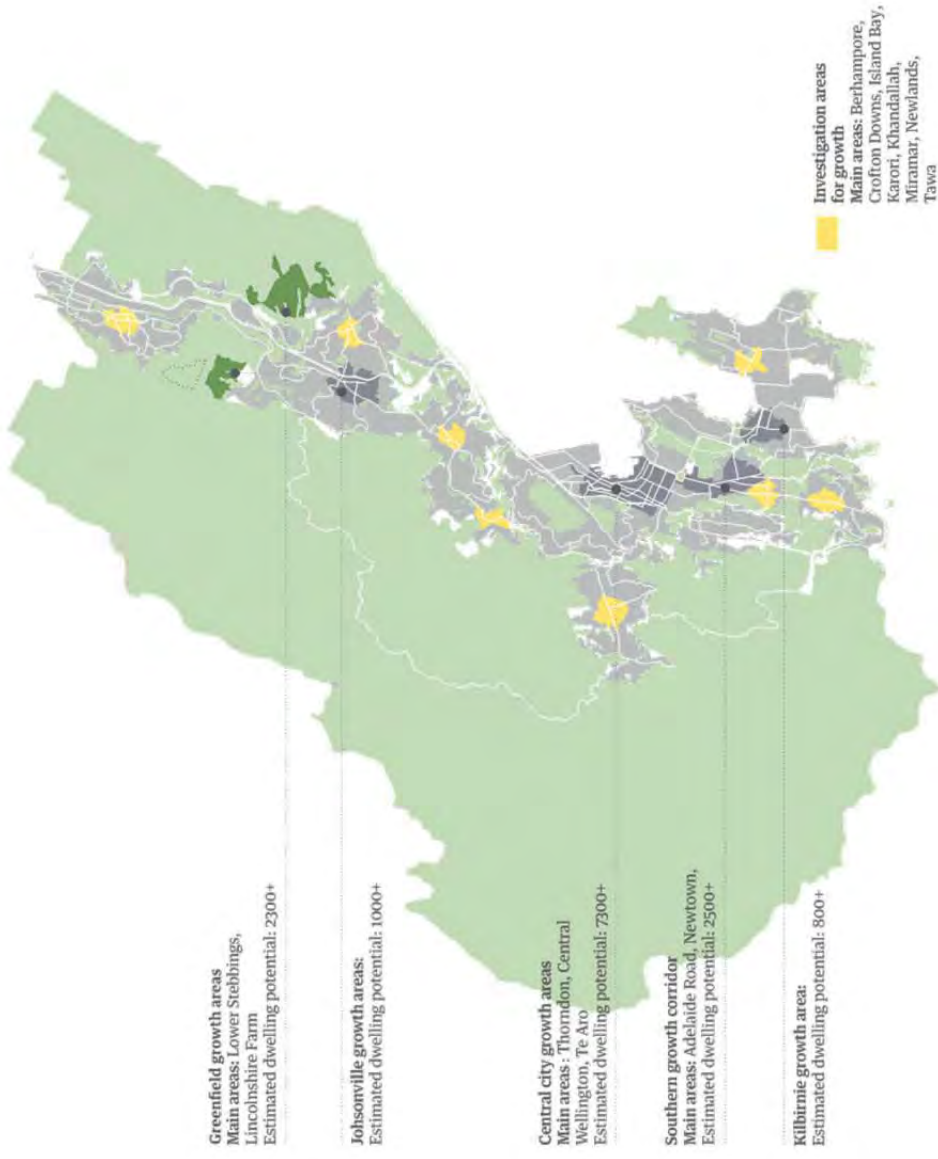 Greenfield growth areas
Main areas: Lower Stebbings,
Lincolnshire Farm
Estimated dwelling potential: 2300+
Johsonville growth areas:
Estimated dwelling potential: 1000+
Central city growth areas
Main areas : Thorndon, Central
Wellington, Te Aro
Estimated dwelling potential: 7300+
Southern growth corridor
Main areas: Adelaide Road, Newtown,
Estimated dwelling potential: 2500+
Kilbirnie growth area:
Estimated dwelling potential: 800+
Investigation areas
for growth
Main areas: Berhampore,
Crofton Downs, Island Bay,
Karori, Khandallah,
Miramar, Newlands,
Tawa